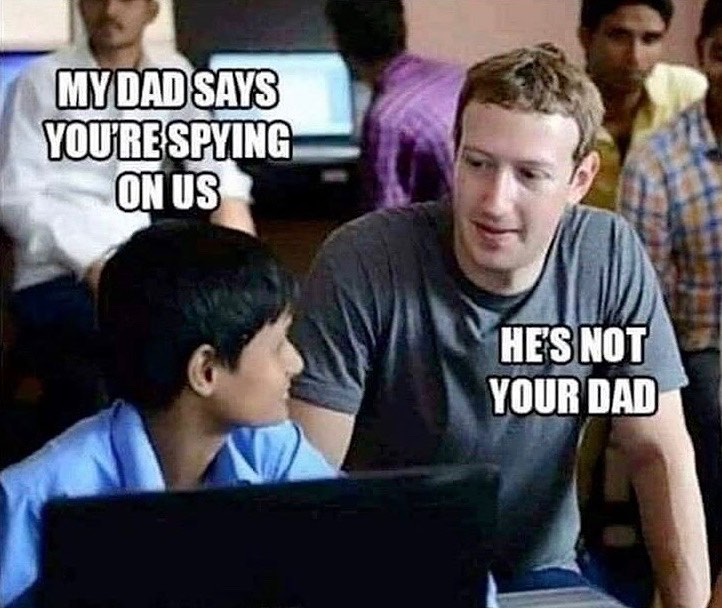 MY DAD SAYS
YOU'RE SPYING
ON US
HE'S NOT
YOUR DAD